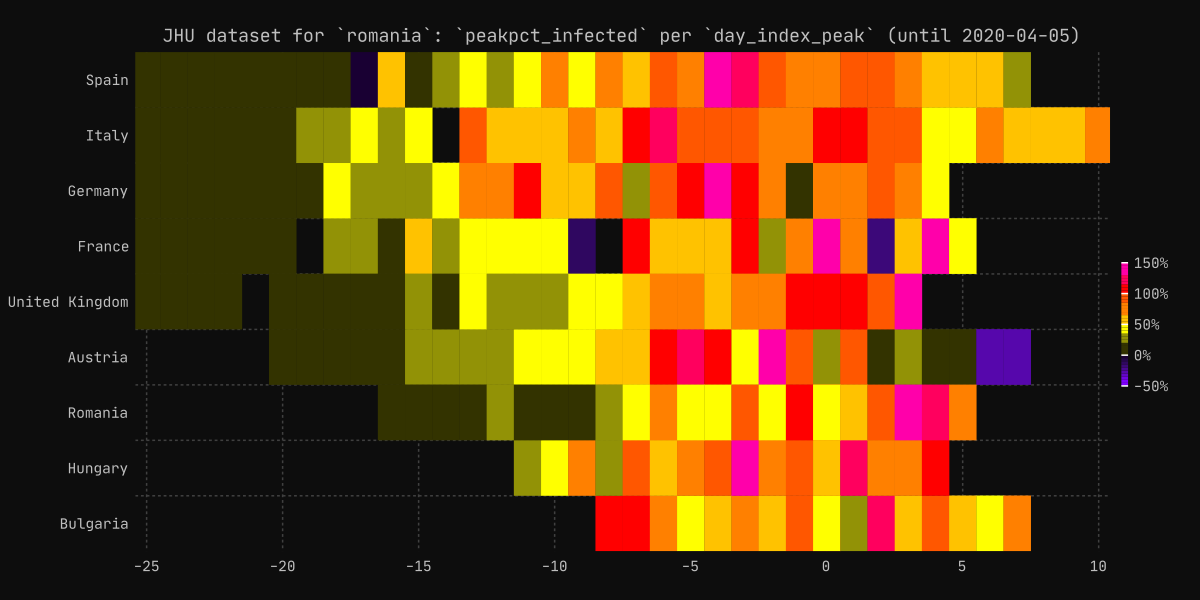 JHU dataset for `romania`: `peakpct_infected` per `day_index_peak` (until 2020-04-05)
Spain
Italy
Germany
France
United Kingdom
Austria
Romania
Hungary
Bulgaria
150%
100%
50%
0%
-50%
-25 -20 -15 -10 -5 0 5 10